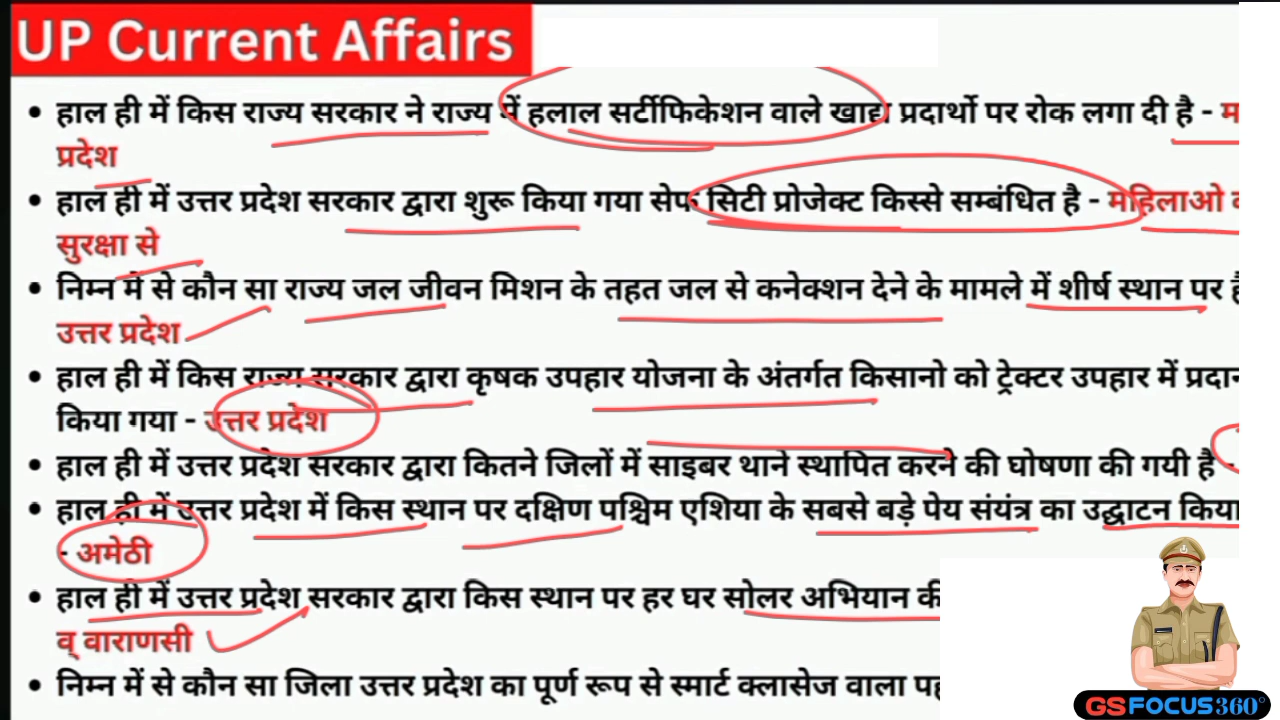 UP Current Affairs
हाल ही में किस राज्य सरकार ने राज्य में हलाल सर्टीफिकेशन वाले खाद्य प्रदार्थो पर रोक लगा दी है -
प्रदेश
हाल ही में उत्तर प्रदेश सरकार द्वारा शुरू किया गया सेफ सिटी प्रोजेक्ट किस्से सम्बंधित है - महिलाओ
सुरक्षा से
निम्न में से कौन सा राज्य जल जीवन मिशन के तहत जल से कनेक्शन देने के मामले में शीर्ष स्थान पर
उत्तर प्रदेश
हाल ही में किस राज्य सरकार द्वारा कृषक उपहार योजना के अंतर्गत किसानो को ट्रेक्टर उपहार में प्रदान
किया गया - उत्तर प्रदेश
हाल ही में उत्तर प्रदेश सरकार द्वारा कितने जिलों में साइबर थाने स्थापित करने की घोषणा की गयी है -
हाल ही में उत्तर प्रदेश में किस स्थान पर दक्षिण पश्चिम एशिया के सबसे बड़े पेय संयंत्र का उद्घाटन किया
- अमेठी
हाल ही में उत्तर प्रदेश सरकार द्वारा किस स्थान पर हर घर सोलर अभियान की
व् वाराणसी
निम्न में से कौन सा जिला उत्तर प्रदेश का पूर्ण रूप से स्मार्ट क्लासेज वाला
GSFOCUS360°